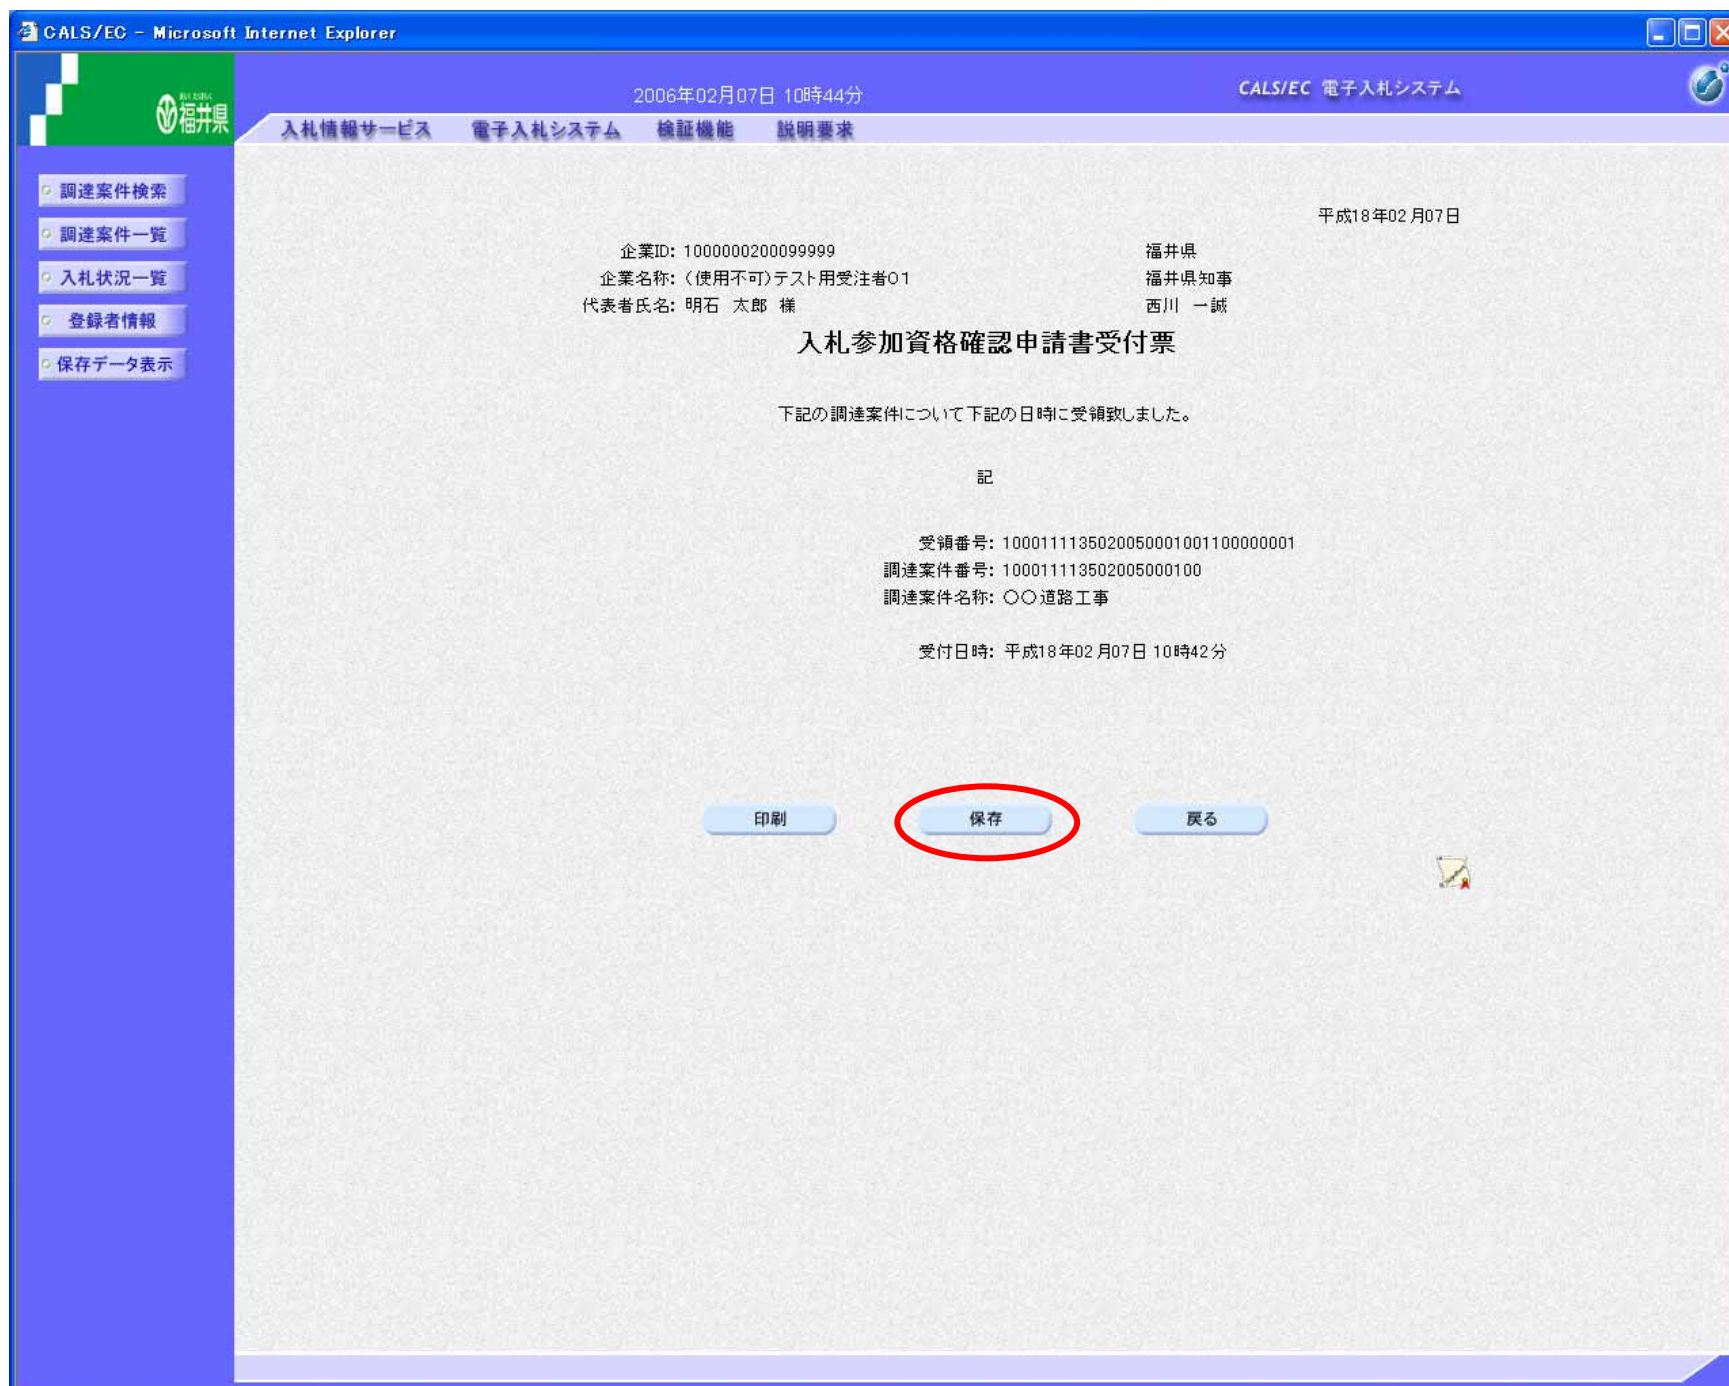 CALS/EC - Microsoft Internet Explorer
福井県
2006年02月07日 10時44分
CALS/EC 電子入札システム
入札情報サービス 電子入札システム 検証機能 説明要求
調達案件検索
調達案件一覧
入札状況一覧
登録者情報
保存データ表示
平成18年02月07日
企業ID: 1000000200099999
福井県
企業名称: (使用不可)テスト用受注者01
福井県知事
代表者氏名: 明石 太郎 様
西川 一誠
入札参加資格確認申請書受付票
下記の調達案件について下記の日時に受領致しました。
記
受領番号: 1000111135020050001001100000001
調達案件番号: 100011113502005000100
調達案件名称: 〇〇道路工事
受付日時: 平成18年02月07日 10時42分
印刷
保存
戻る